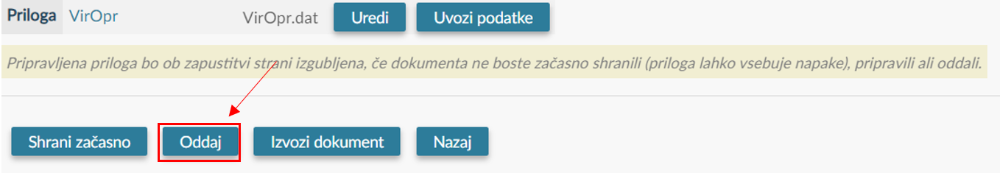 Priloga VirOpr VirOpr.dat Uredi Uvozi podatke
Pripravljena priloga bo ob zapustitvi strani izgubljena, če dokumenta ne boste začasno shranili (priloga lahko vsebuje napake), pripravili ali oddali.
Shrani začasno Oddaj Izvozi dokument Nazaj